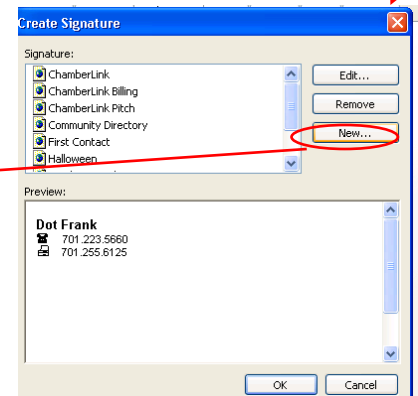 Create Signature
Signature:
ChamberLink
ChamberLink Billing
ChamberLink Pitch
Community Directory
First Contact
Halloween
Edit...
Remove
New...
Preview:
Dot Frank
701.223.5660
701.255.6125
OK
Cancel